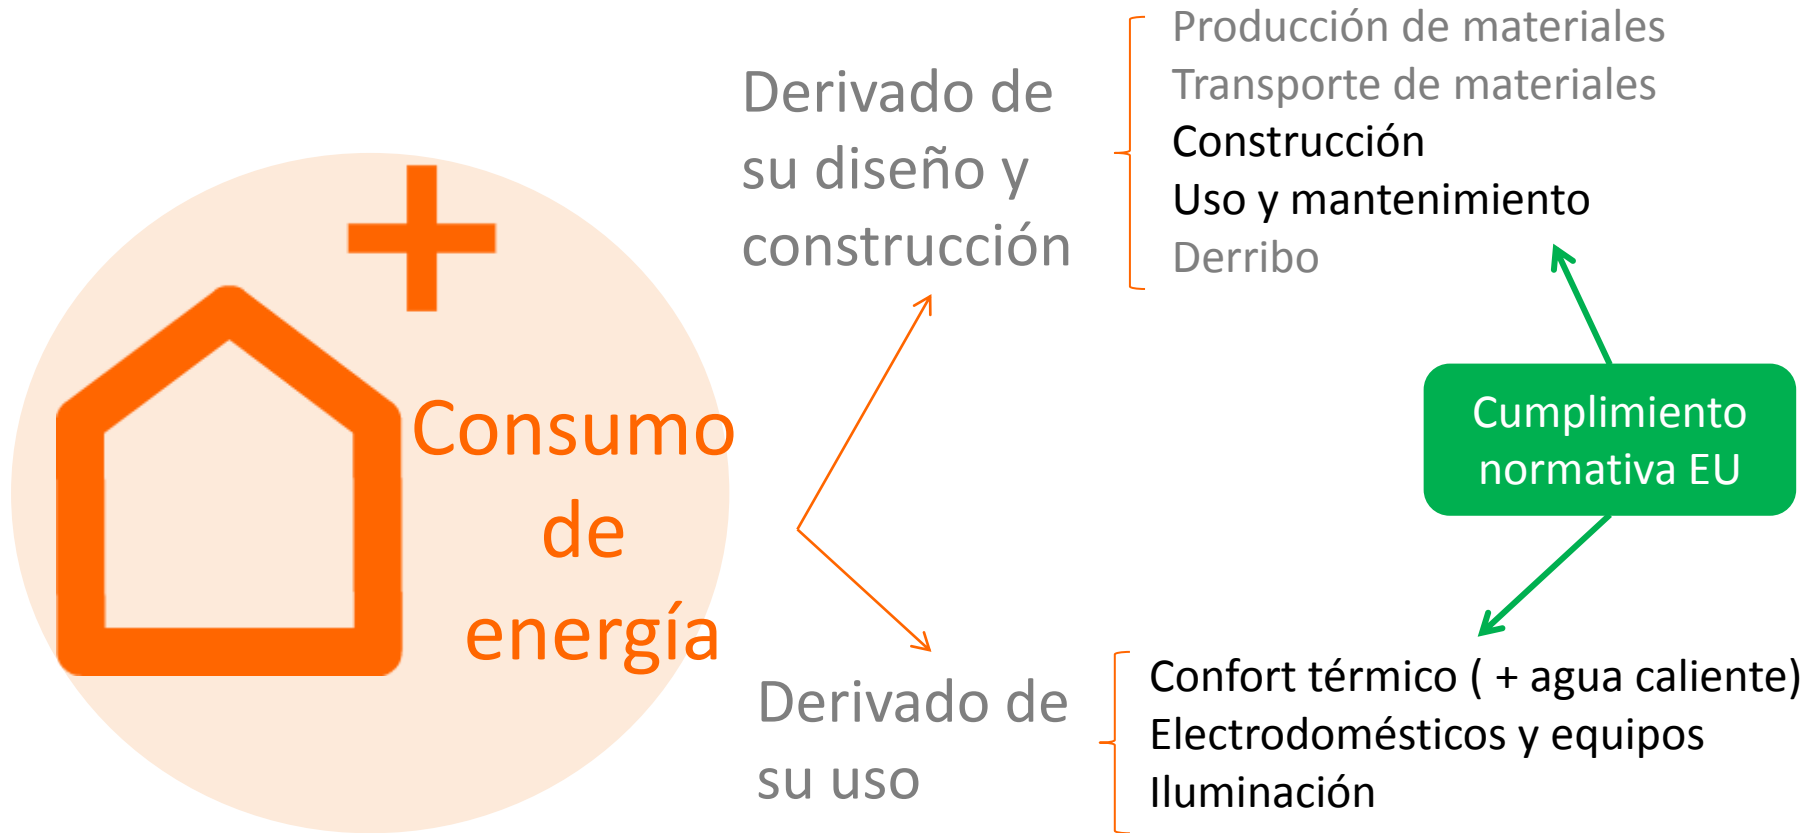 Consumo
de
energía
Derivado de
su diseño y
construcción
Producción de materiales
Transporte de materiales
Construcción
Uso y mantenimiento
Derribo
Cumplimiento
normativa EU
Derivado de
su uso
Confort térmico ( + agua caliente)
Electrodomésticos y equipos
Iluminación